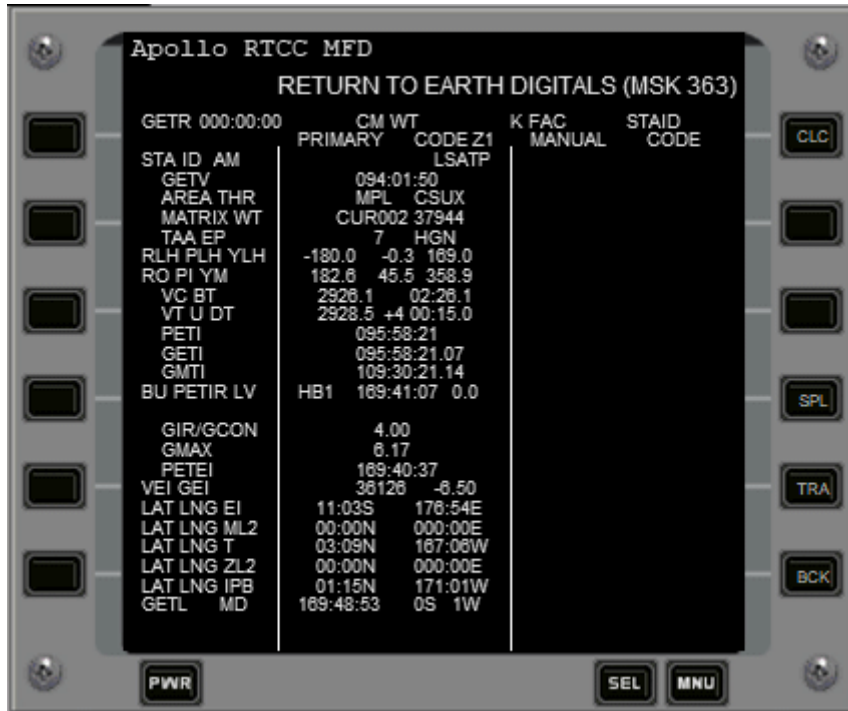 Apollo RTCC MFD
RETURN TO EARTH DIGITALS (MSK 363)
GETR 000:00:00 CM WT K FAC STAID
PRIMARY CODE Z1 MANUAL CODE
CLC
STA ID AM LSATP
GETV 094:01:50
AREA THR MPL CSUX
MATRIX WT CUR002 37944
TAA EP 7 HGN
RLH PLH YLH -180.0 -0.3 169.0
RO PI YM 182.6 45.5 358.9
VC BT 2926.1 02:26.1
VT U DT 2928.5 +4 00:15.0
PETI 095:58:21
GETI 095:58:21.07
GMTI 109:30:21.14
BU PETIR LV HB1 169:41:07 0.0
SPL
GIR/GCON 4.00
GMAX 6.17
PETEI 169:40:37
VEI GEI 36126 -6.50
TRA
LAT LNG EI 11:03S 176:54E
LAT LNG ML2 00:00N 000:00E
LAT LNG T 03:09N 167:06W
LAT LNG ZL2 00:00N 000:00E
LAT LNG IPB 01:15N 171:01W
BCK
GETL MD 169:48:53 0S 1W
PWR SEL MNU